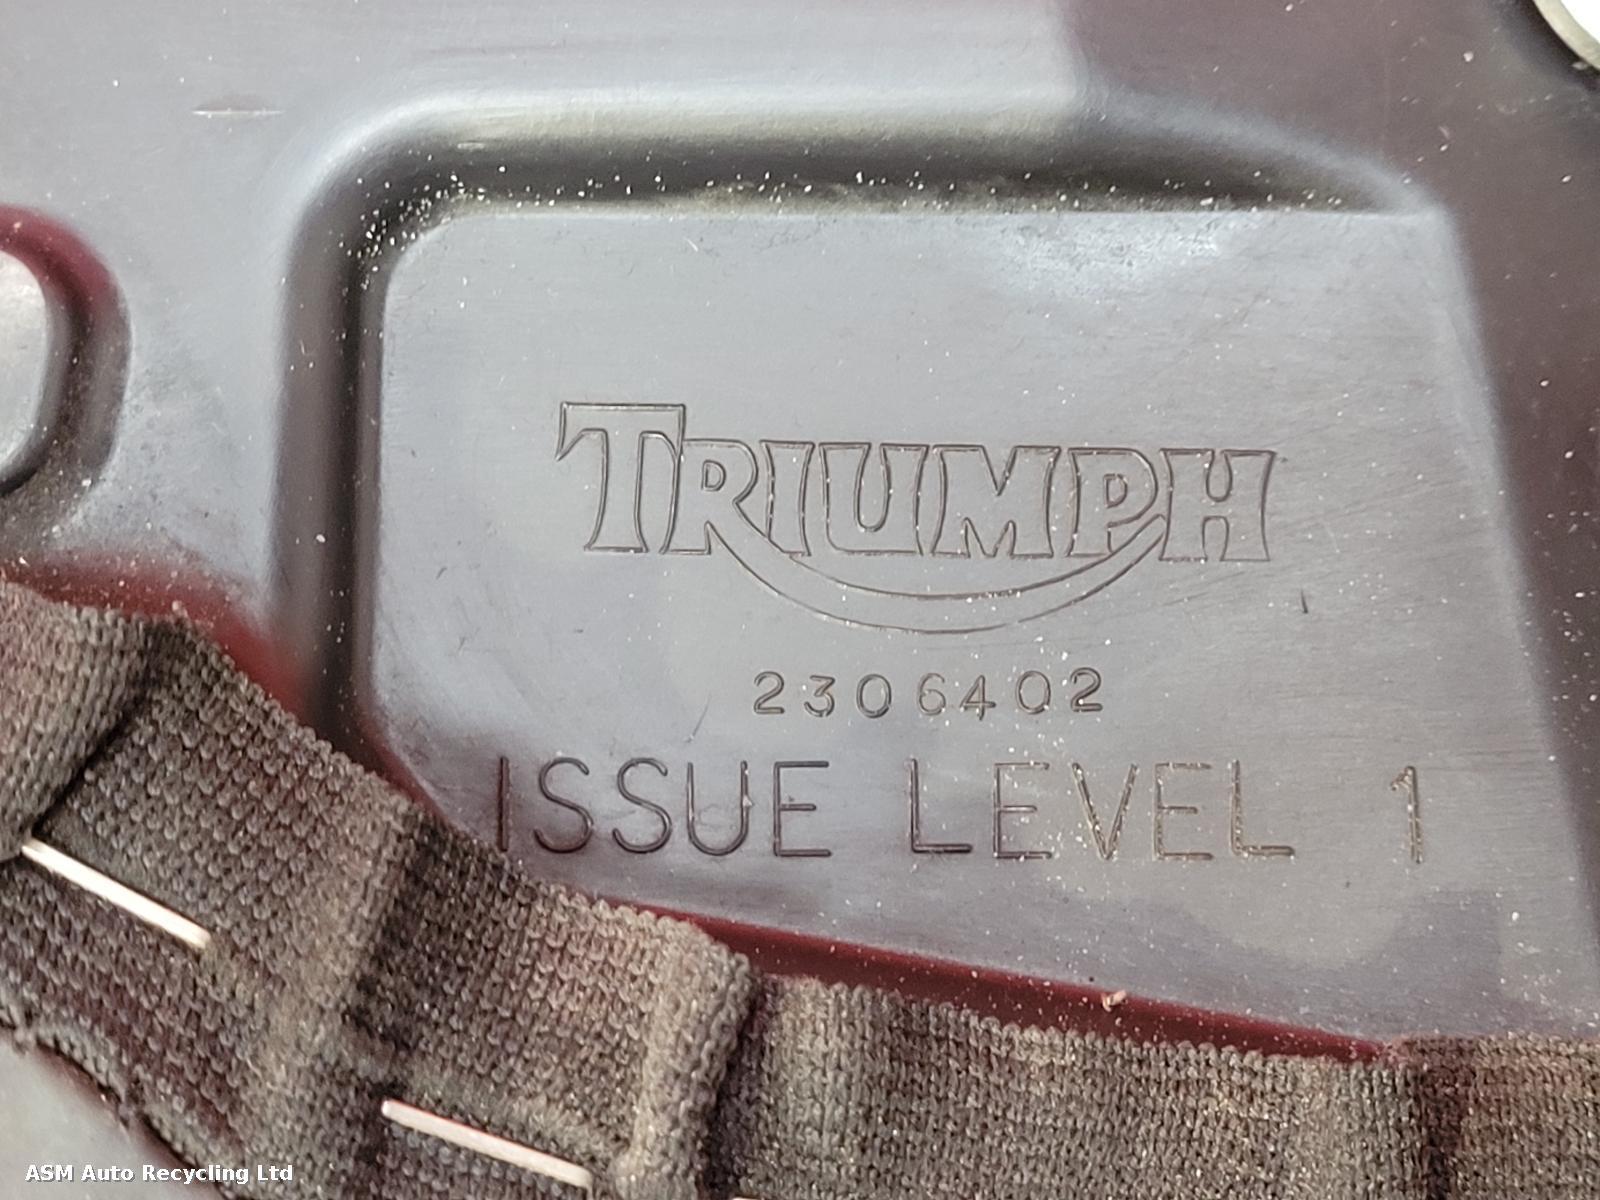 TRIUMPH
2306402
ISSUE LEVEL 1
ASM Auto Recycling Ltd